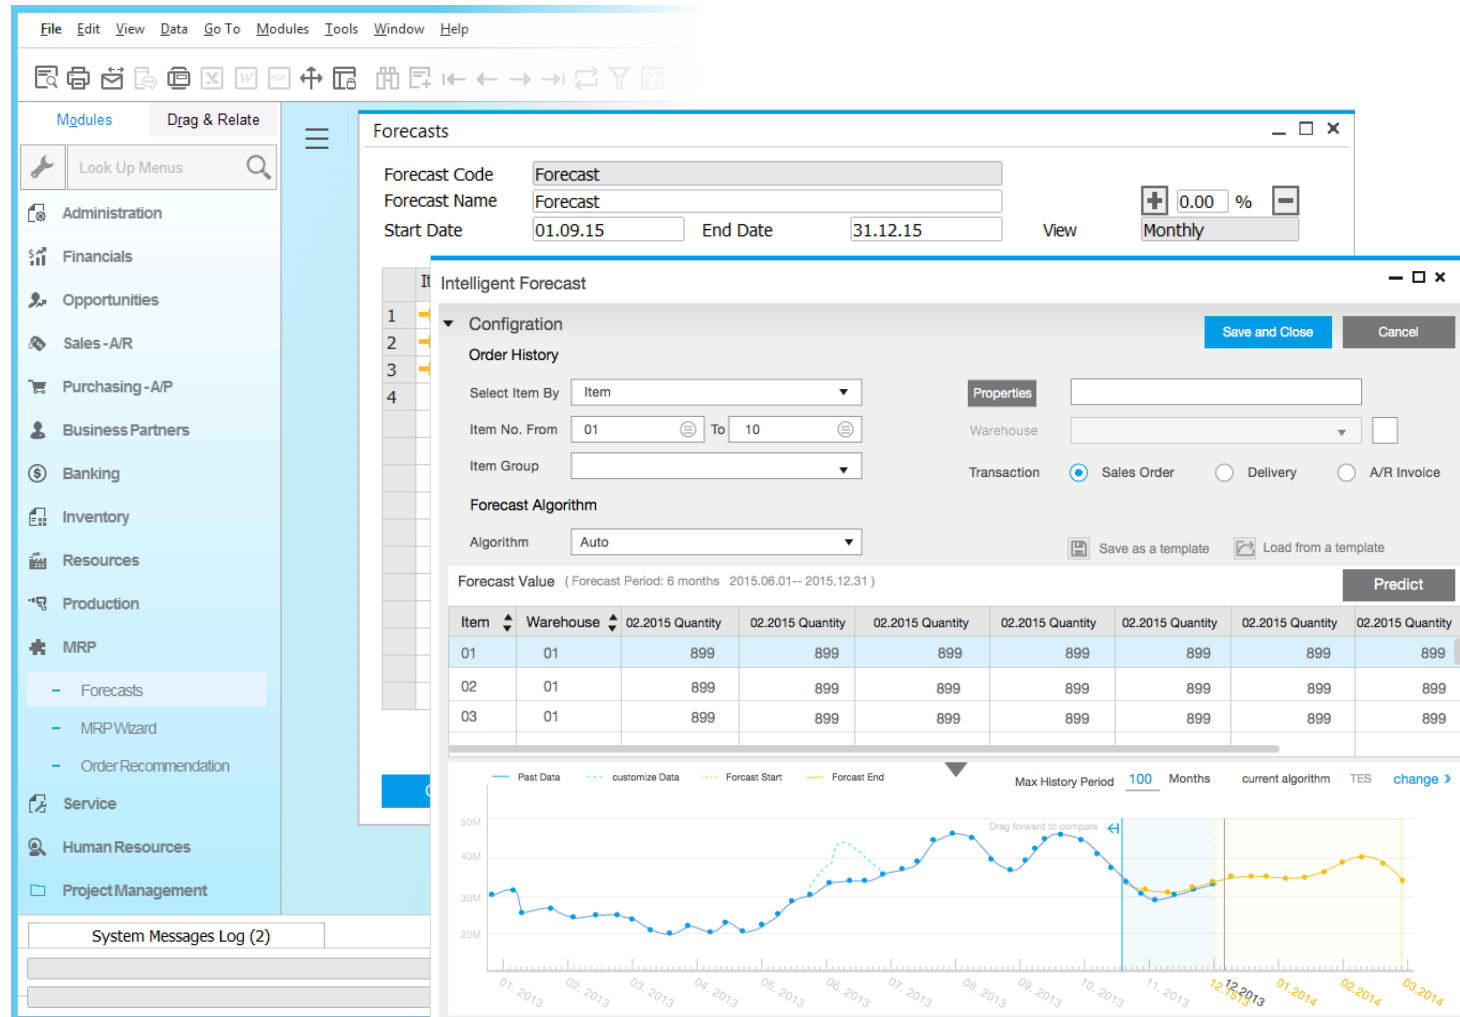 File Edit View Data Go To Modules Tools Window Help
Modules Drag & Relate
Look Up Menus
Administration
Financials
Opportunities
Sales - A/R
Purchasing - A/P
Business Partners
Banking
Inventory
Resources
Production
MRP
Forecasts
MRP Wizard
Order Recommendation
Service
Human Resources
Project Management
System Messages Log (2)
Forecasts
Forecast Code Forecast
Forecast Name Forecast
0.00 %
Start Date 01.09.15 End Date 31.12.15 View Monthly
1
2
3
4
Intelligent Forecast
Configration
Save and Close Cancel
Order History
Select Item By Item Properties
Item No. From 01 To 10 Warehouse
Item Group Transaction Sales Order Delivery A/R Invoice
Forecast Algorithm
Algorithm Auto Save as a template Load from a template
Forecast Value ( Forecast Period: 6 months 2015.06.01-- 2015.12.31 ) Predict
Item Warehouse 02.2015 Quantity 02.2015 Quantity 02.2015 Quantity 02.2015 Quantity 02.2015 Quantity 02.2015 Quantity 02.2015 Quantity
01 01 899 899 899 899 899 899 899
02 01 899 899 899 899 899 899 899
03 01 899 899 899 899 899 899 899
Past Data customize Data Forcast Start Forcast End Max History Period 100 Months current algorithm TES change
Drag forward to compare
50M
40M
30M
20M
01. 2013 02. 2013 03. 2013 04. 2013 05. 2013 06. 2013 07. 2013 08. 2013 09. 2013 10. 2013 11. 2013 12.2013 01.2014 02.2014 03.2014